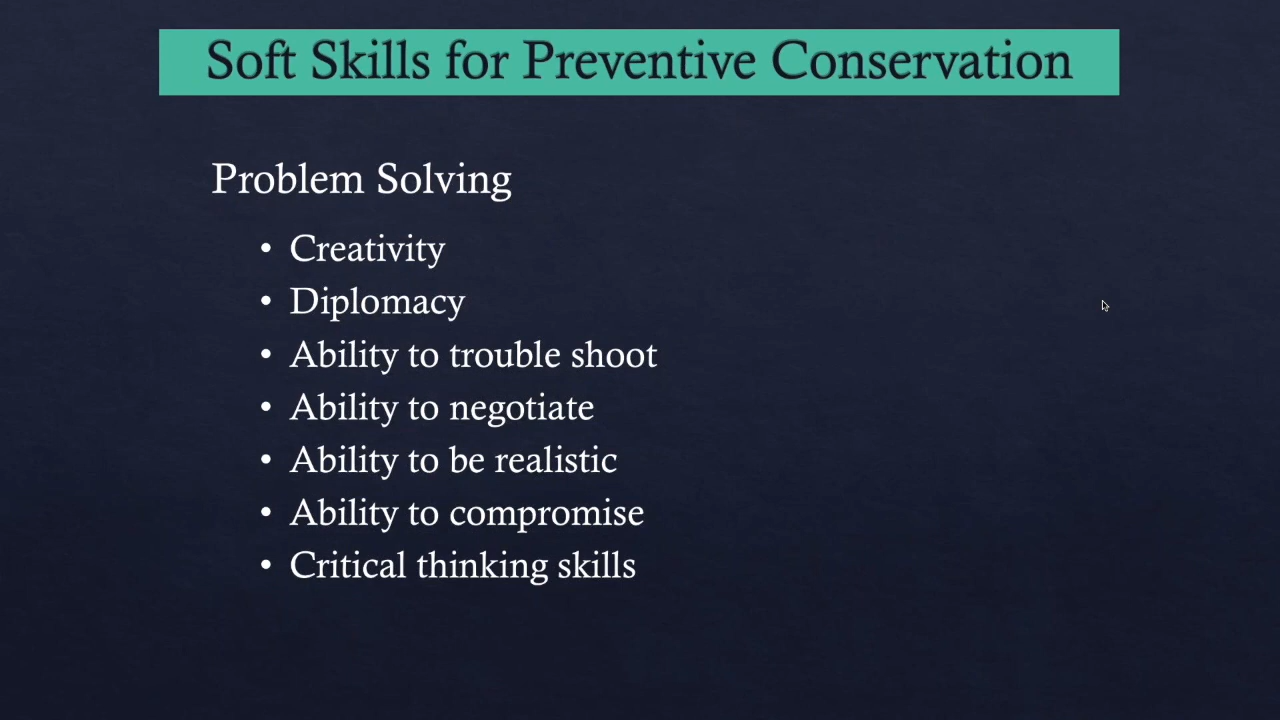 Soft Skills for Preventive Conservation
Problem Solving
• Creativity
• Diplomacy
• Ability to trouble shoot
• Ability to negotiate
• Ability to be realistic
• Ability to compromise
• Critical thinking skills